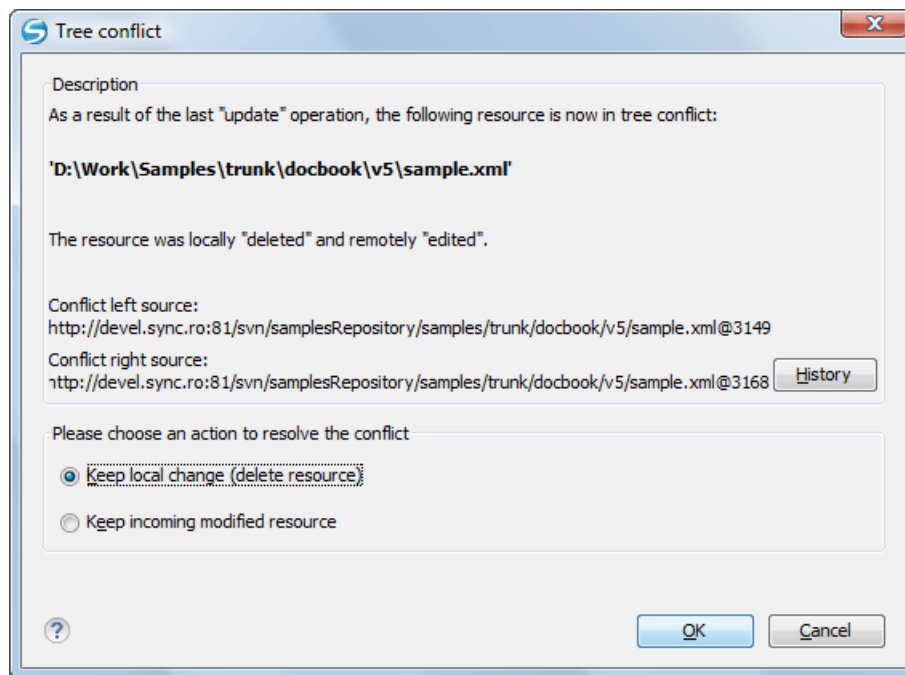 Tree conflict
Description
As a result of the last "update" operation, the following resource is now in tree conflict:
'D:\Work\Samples\trunk\docbook\v5\sample.xml'
The resource was locally "deleted" and remotely "edited".
Conflict left source:
http://devel.sync.ro:81/svn/samplesRepository/samples/trunk/docbook/v5/sample.xml@3149
Conflict right source:
http://devel.sync.ro:81/svn/samplesRepository/samples/trunk/docbook/v5/sample.xml@3168
History
Please choose an action to resolve the conflict
Keep local change (delete resource)
Keep incoming modified resource
?
OK
Cancel